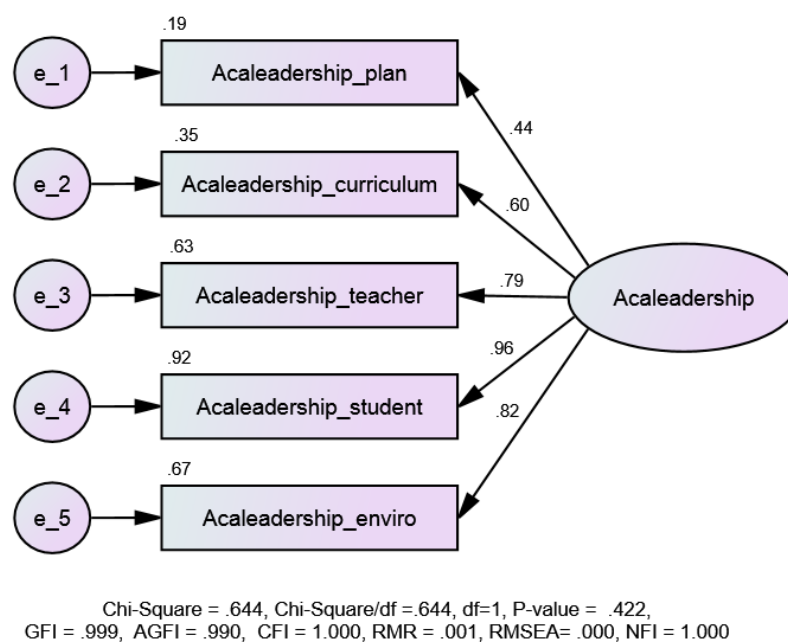 .19
e_1
Acaleadership_plan
.44
.35
e_2
Acaleadership_curriculum
.60
.63
e_3
Acaleadership_teacher
.79
Acaleadership
.92
e_4
Acaleadership_student
.96
.67
e_5
Acaleadership_enviro
.82
Chi-Square = .644, Chi-Square/df =.644, df=1, P-value =  .422,
GFI = .999,  AGFI = .990,  CFI = 1.000, RMR = .001, RMSEA= .000, NFI = 1.000